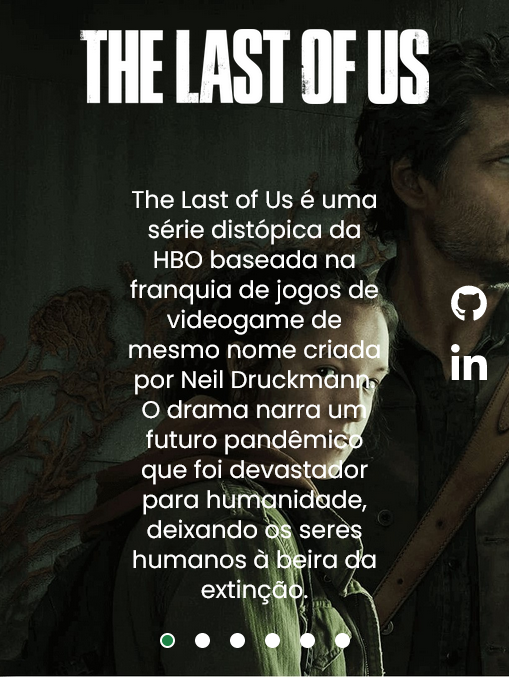 THE LAST OF US
The Last of Us é uma
série distópica da
HBO baseada na
franquia de jogos de
videogame de
mesmo nome criada
por Neil Druckmann.
O drama narra um
futuro pandêmico
que foi devastador
para humanidade,
deixando os seres
humanos à beira da
extinção.
in